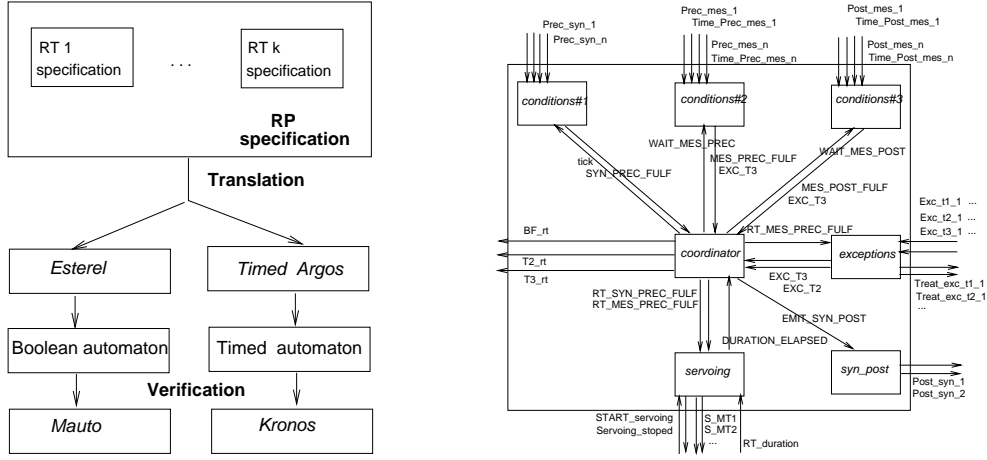 RT 1
specification
. . .
RT k
specification
RP
specification
Translation
Esterel
Timed Argos
Boolean automaton
Timed automaton
Verification
Mauto
Kronos
Prec_syn_1
Prec_syn_n
Prec_mes_1
Time_Prec_mes_1
Prec_mes_n
Time_Prec_mes_n
Post_mes_1
Time_Post_mes_1
Post_mes_n
Time_Post_mes_n
conditions#1
conditions#2
conditions#3
WAIT_MES_PREC
WAIT_MES_POST
tick
SYN_PREC_FULF
MES_PREC_FULF
EXC_T3
MES_POST_FULF
EXC_T3
BF_rt
T2_rt
T3_rt
coordinator
RT_MES_PREC_FULF
exceptions
Exc_t1_1 ...
Exc_t2_1 ...
Exc_t3_1 ...
EXC_T3
EXC_T2
Treat_exc_t1_1
Treat_exc_t2_1
...
RT_SYN_PREC_FULF
RT_MES_PREC_FULF
EMIT_SYN_POST
DURATION_ELAPSED
servoing
syn_post
Post_syn_1
Post_syn_2
START_servoing
Servoing_stoped
S_MT1
S_MT2
...
RT_duration